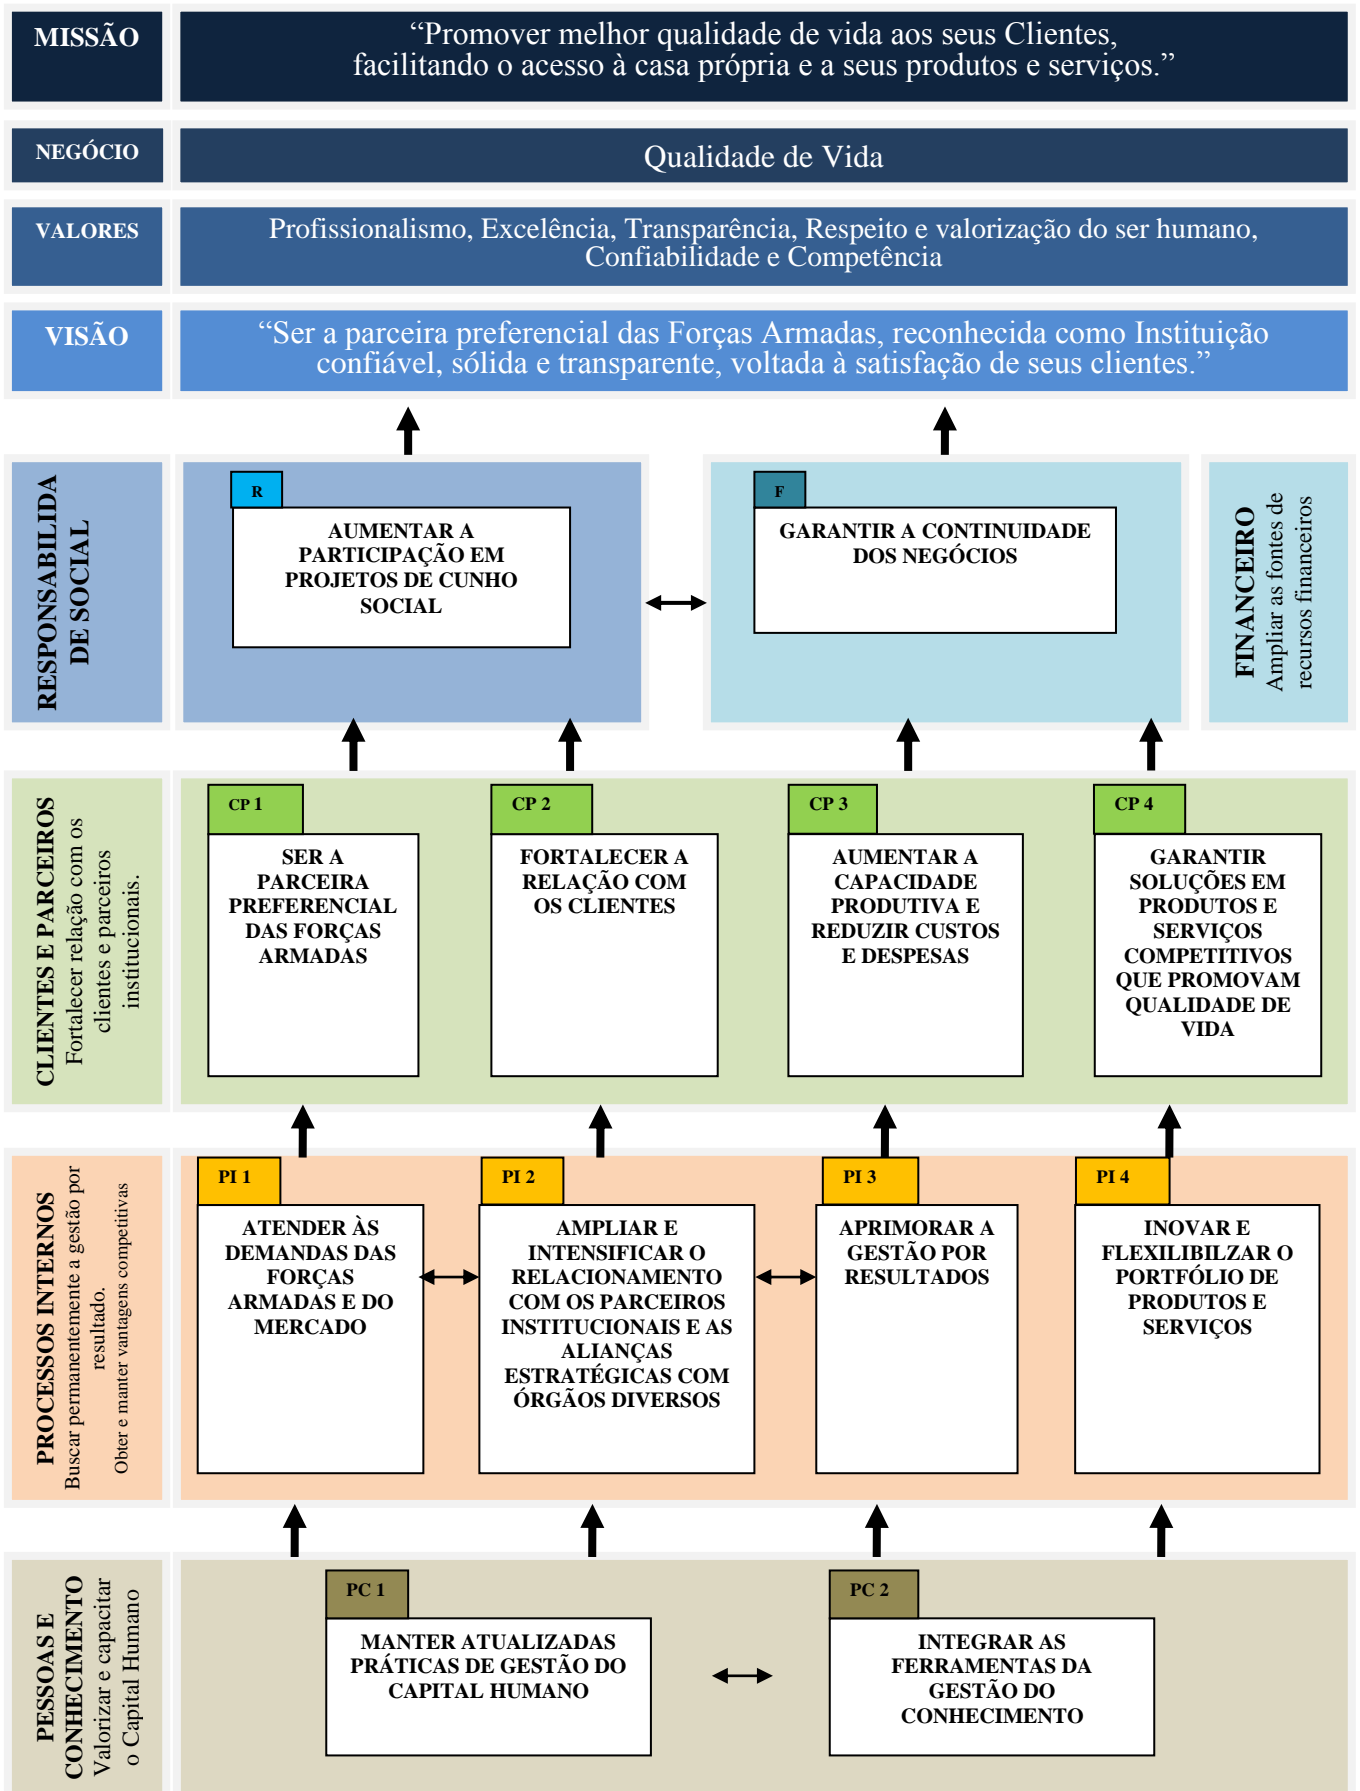 MISSÃO
“Promover melhor qualidade de vida aos seus Clientes,
facilitando o acesso à casa própria e a seus produtos e serviços.”
NEGÓCIO
Qualidade de Vida
VALORES
Profissionalismo, Excelência, Transparência, Respeito e valorização do ser humano,
Confiabilidade e Competência
VISÃO
“Ser a parceira preferencial das Forças Armadas, reconhecida como Instituição
confiável, sólida e transparente, voltada à satisfação de seus clientes.”
RESPONSABILIDA
DE SOCIAL
R
AUMENTAR A
PARTICIPAÇÃO EM
PROJETOS DE CUNHO
SOCIAL
F
GARANTIR A CONTINUIDADE
DOS NEGÓCIOS
FINANCEIRO
Ampliar as fontes de
recursos financeiros
CLIENTES E PARCEIROS
Fortalecer relação com os
clientes e parceiros
institucionais.
CP 1
SER A
PARCEIRA
PREFERENCIAL
DAS FORÇAS
ARMADAS
CP 2
FORTALECER A
RELAÇÃO COM
OS CLIENTES
CP 3
AUMENTAR A
CAPACIDADE
PRODUTIVA E
REDUZIR CUSTOS
E DESPESAS
CP 4
GARANTIR
SOLUÇÕES EM
PRODUTOS E
SERVIÇOS
COMPETITIVOS
QUE PROMOVAM
QUALIDADE DE
VIDA
PROCESSOS INTERNOS
Buscar permanentemente a gestão por
resultado.
Obter e manter vantagens competitivas
PI 1
ATENDER ÀS
DEMANDAS DAS
FORÇAS
ARMADAS E DO
MERCADO
PI 2
AMPLIAR E
INTENSIFICAR O
RELACIONAMENTO
COM OS PARCEIROS
INSTITUCIONAIS E AS
ALIANÇAS
ESTRATÉGICAS COM
ÓRGÃOS DIVERSOS
PI 3
APRIMORAR A
GESTÃO POR
RESULTADOS
PI 4
INOVAR E
FLEXILIBILZAR O
PORTFÓLIO DE
PRODUTOS E
SERVIÇOS
PESSOAS E
CONHECIMENTO
Valorizar e capacitar
o Capital Humano
PC 1
MANTER ATUALIZADAS
PRÁTICAS DE GESTÃO DO
CAPITAL HUMANO
PC 2
INTEGRAR AS
FERRAMENTAS DA
GESTÃO DO
CONHECIMENTO